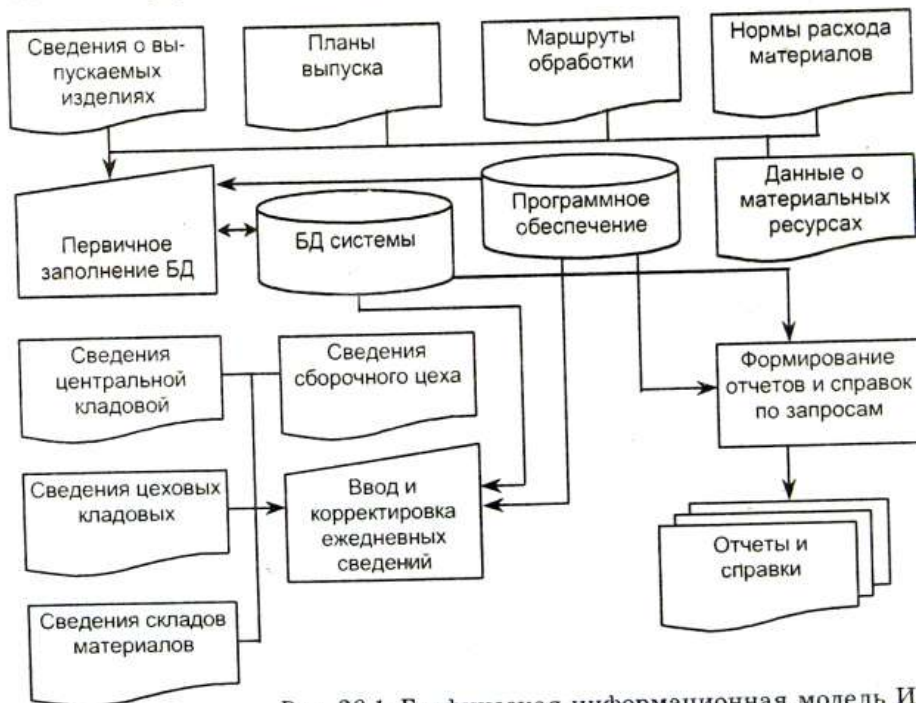 Сведения о вы-
пускаемых
изделиях
Планы
выпуска
Маршруты
обработки
Нормы расхода
материалов
Первичное
заполнение БД
БД системы
Программное
обеспечение
Данные о
материальных
ресурсах
Сведения
центральной
кладовой
Сведения
сборочного цеха
Формирование
отчетов и справок
по запросам
Сведения цеховых
кладовых
Ввод и
корректировка
ежедневных
сведений
Отчеты и
справки
Сведения складов
материалов
информационная модель